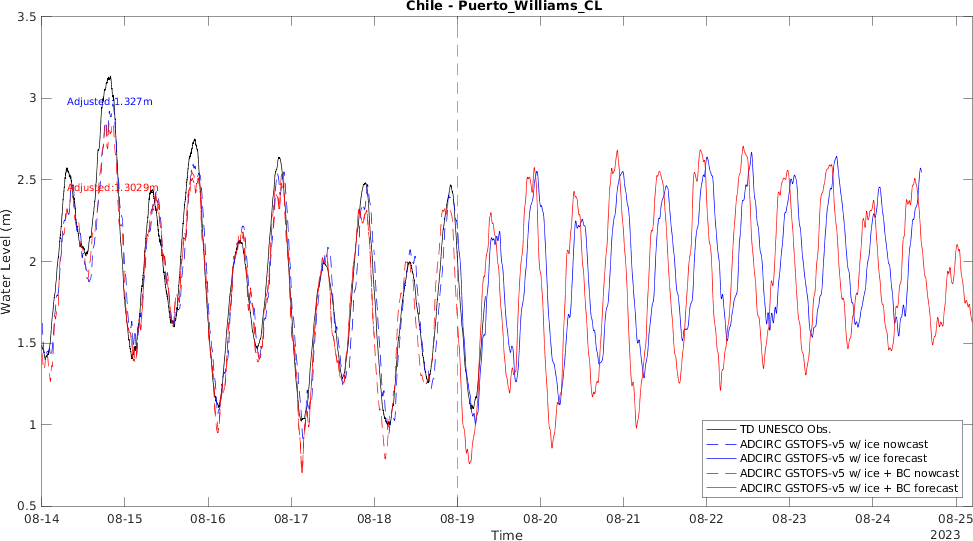 Chile - Puerto_Williams_CL
3.5
3
2.5
2
1.5
1
0.5
Water Level (m)
Adjusted:1.327m
Adjusted:1.3029m
TD UNESCO Obs.
ADCIRC GSTOFS-v5 w/ ice nowcast
ADCIRC GSTOFS-v5 w/ ice forecast
ADCIRC GSTOFS-v5 w/ ice + BC nowcast
ADCIRC GSTOFS-v5 w/ ice + BC forecast
08-14 08-15 08-16 08-17 08-18 08-19 08-20 08-21 08-22 08-23 08-24 08-25
Time
2023